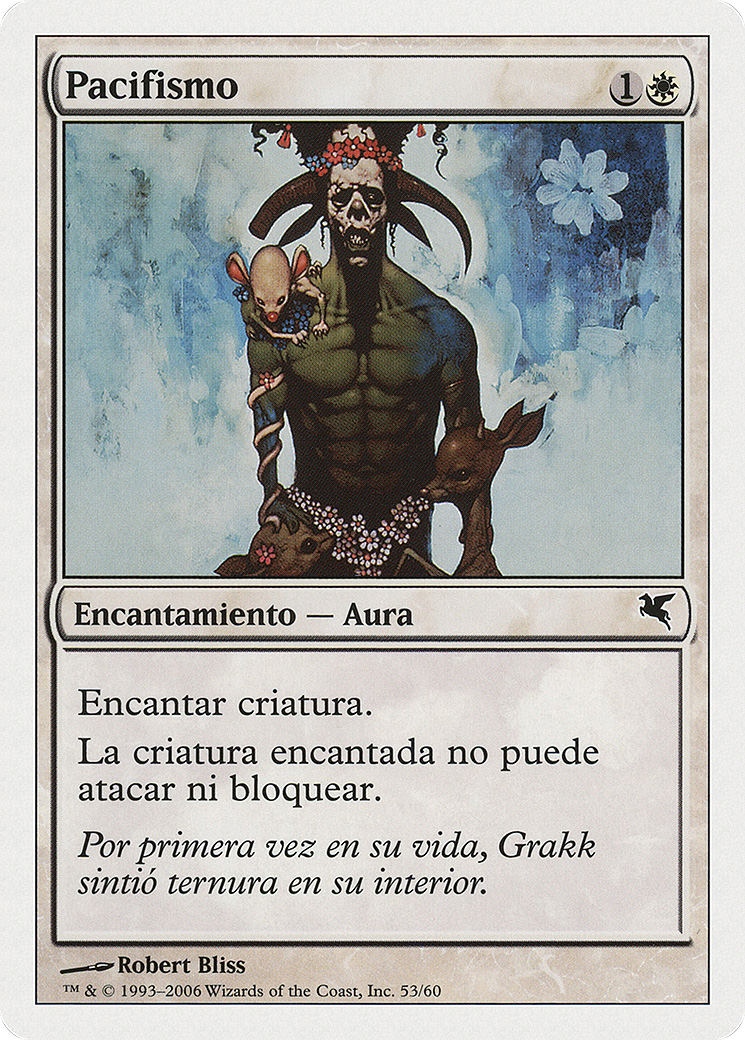 Pacifismo 1
Encantamiento — Aura
Encantar criatura.
La criatura encantada no puede
atacar ni bloquear.
Por primera vez en su vida, Grakk
sintió ternura en su interior.
Robert Bliss
™ & © 1993–2006 Wizards of the Coast, Inc. 53/60